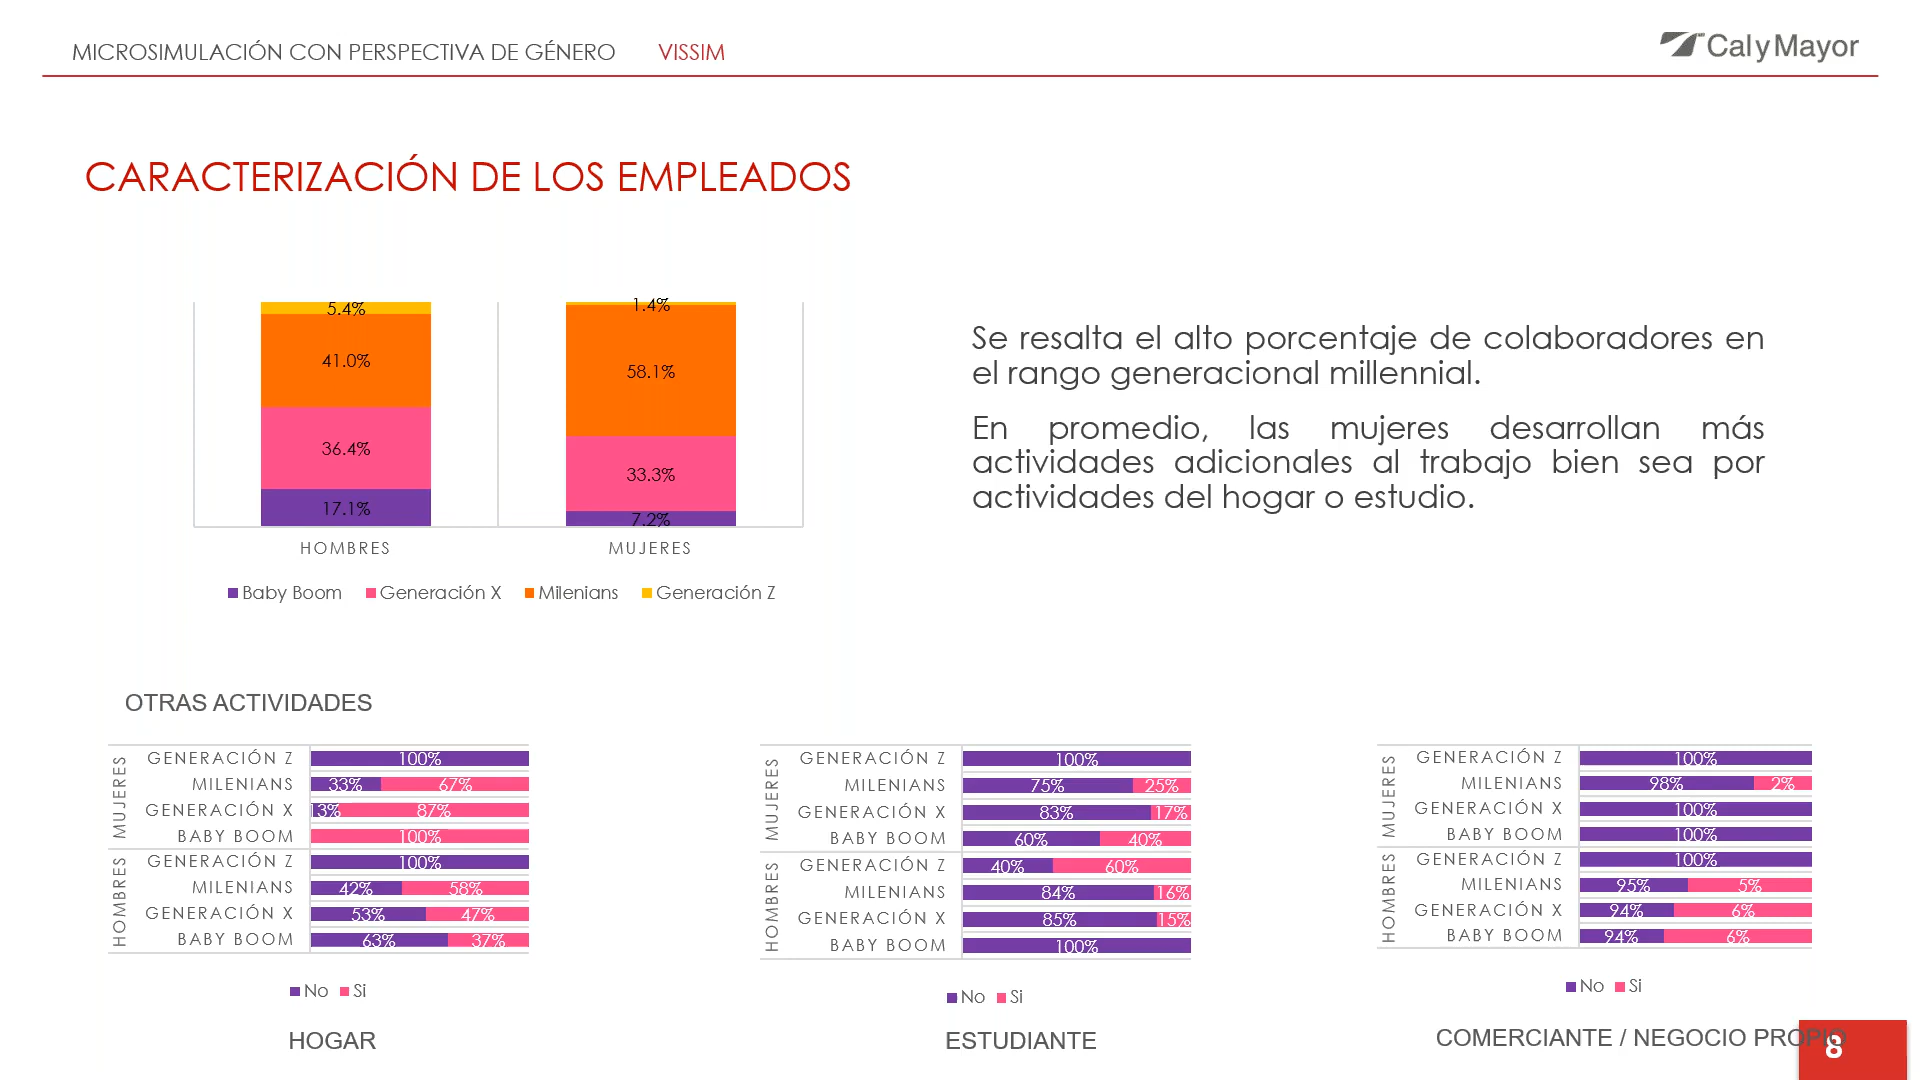 MICROSIMULACIÓN CON PERSPECTIVA DE GÉNERO VISSIM
CalyMayor
CARACTERIZACIÓN DE LOS EMPLEADOS
5.4%
41.0%
36.4%
17.1%
1.4%
58.1%
33.3%
7.2%
HOMBRES MUJERES
Baby Boom Generación X Milenians Generación Z
Se resalta el alto porcentaje de colaboradores en
el rango generacional millennial.
En promedio, las mujeres desarrollan más
actividades adicionales al trabajo bien sea por
actividades del hogar o estudio.
OTRAS ACTIVIDADES
MUJERES
GENERACIÓN Z 100%
MILENIANS 33% 67%
GENERACIÓN X 13% 87%
BABY BOOM 100%
HOMBRES
GENERACIÓN Z 100%
MILENIANS 42% 58%
GENERACIÓN X 53% 47%
BABY BOOM 63% 37%
No Si
HOGAR
MUJERES
GENERACIÓN Z 100%
MILENIANS 75% 25%
GENERACIÓN X 83% 17%
BABY BOOM 60% 40%
HOMBRES
GENERACIÓN Z 40% 60%
MILENIANS 84% 16%
GENERACIÓN X 85% 15%
BABY BOOM 100%
No Si
ESTUDIANTE
MUJERES
GENERACIÓN Z 100%
MILENIANS 98% 2%
GENERACIÓN X 100%
BABY BOOM 100%
HOMBRES
GENERACIÓN Z 100%
MILENIANS 95% 5%
GENERACIÓN X 94% 6%
BABY BOOM 94% 6%
No Si
COMERCIANTE / NEGOCIO PROPIO
8